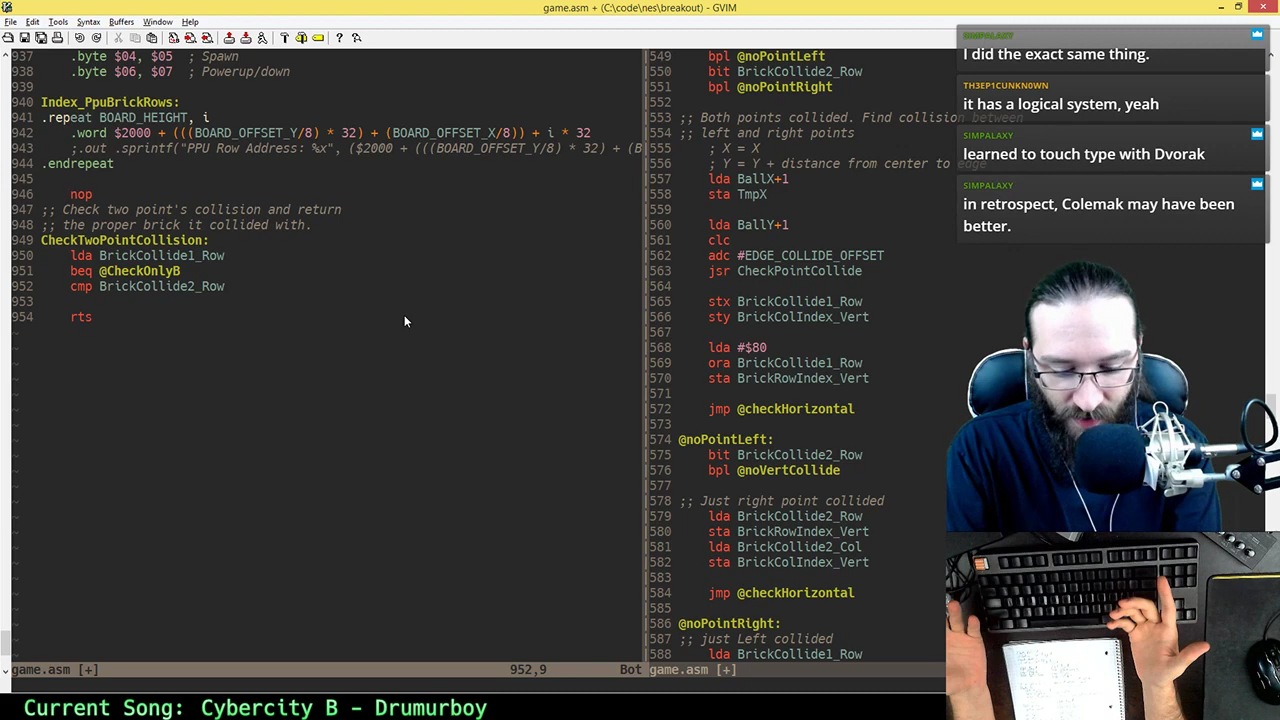 game.asm + (C:\code\nes\breakout) - GVIM
File Edit Tools Syntax Buffers Window Help
937 .byte $04, $05 ; Spawn
938 .byte $06, $07 ; Powerup/down
939
940 Index_PpuBrickRows:
941 .repeat BOARD_HEIGHT, i
942 .word $2000 + (((BOARD_OFFSET_Y/8) * 32) + (BOARD_OFFSET_X/8)) + i * 32
943 ;.out .sprintf("PPU Row Address: %x", ($2000 + (((BOARD_OFFSET_Y/8) * 32) + (B
944 .endrepeat
945
946 nop
947 ;; Check two point's collision and return
948 ;; the proper brick it collided with.
949 CheckTwoPointCollision:
950 lda BrickCollide1_Row
951 beq @CheckOnlyB
952 cmp BrickCollide2_Row
953
954 rts
game.asm [+] 952,9 Bot
549 bpl @noPointLeft
550 bit BrickCollide2_Row
551 bpl @noPointRight
552
553 ;; Both points collided. Find collision between
554 ;; left and right points
555 ; X = X
556 ; Y = Y + distance from center to edge
557 lda BallX+1
558 sta TmpX
559
560 lda BallY+1
561 clc
562 adc #EDGE_COLLIDE_OFFSET
563 jsr CheckPointCollide
564
565 stx BrickCollide1_Row
566 sty BrickColIndex_Vert
567
568 lda #$80
569 ora BrickCollide1_Row
570 sta BrickRowIndex_Vert
571
572 jmp @checkHorizontal
573
574 @noPointLeft:
575 bit BrickCollide2_Row
576 bpl @noVertCollide
577
578 ;; Just right point collided
579 lda BrickCollide2_Row
580 sta BrickRowIndex_Vert
581 lda BrickCollide2_Col
582 sta BrickColIndex_Vert
583
584 jmp @checkHorizontal
585
586 @noPointRight:
587 ;; just Left collided
588 lda BrickCollide1_Row
game.asm [+]
SIMPALAXY
I did the exact same thing.
TH3EP1CUNKN0WN
it has a logical system, yeah
SIMPALAXY
learned to touch type with Dvorak
SIMPALAXY
in retrospect, Colemak may have been
better.
Current Song: Cybercity B - Drumurboy